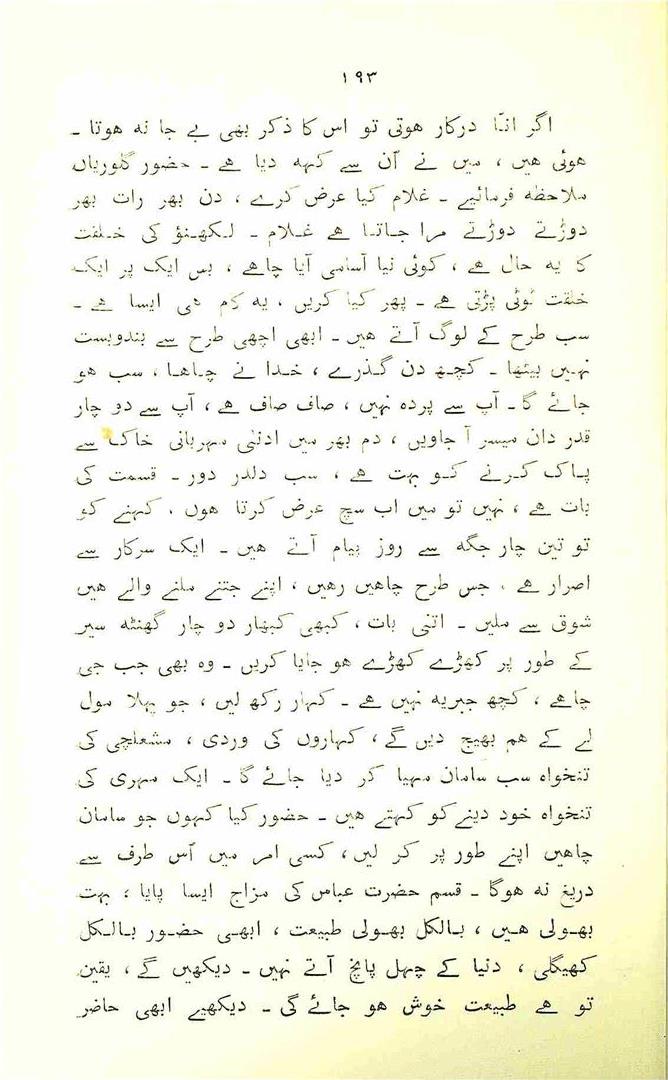 ۱۹۳
اگر انّا درکار ہوتی تو اس کا ذکر بھی بے جا نہ ہوتا ۔
ہوئی ہیں ، میں نے اُن سے کہہ دیا ہے ۔ حضور گلوریاں
ملاحظہ فرمائیے ۔ غلام کیا عرض کرے ، دن بھر رات بھر
دوڑتے دوڑتے مرا جاتا ہے غلام ۔ لکھنؤ کی خلقت
کا یہ حال ہے ، کوئی نیا آسامی آیا چاہے ، بس ایک پر ایک
خلقت ٹوٹی پڑتی ہے ۔ پھر کیا کریں ، یہ کام ہی ایسا ہے ۔
سب طرح کے لوگ آتے ہیں ۔ ابھی اچھی طرح سے بندوبست
نہیں بیٹھا ۔ کچھ دن گذرے ، خدا نے چاہا ، سب ہو
جائے گا ۔ آپ سے پردہ نہیں ، صاف صاف ہے ، آپ سے دو چار
قدر دان میسر آ جاویں ، دم بھر میں ادنیٰ مہربانی خاک سے
پاک کرنے کو بہت ہے ، سب دلدر دور ۔ قسمت کی
بات ہے ، نہیں تو میں اب سچ عرض کرتا ہوں ، کہنے کو
تو تین چار جگہ سے روز پیام آتے ہیں ۔ ایک سرکار سے
اصرار ہے ، جس طرح چاہیں رہیں ، اپنے جتنے ملنے والے ہیں
شوق سے ملیں ۔ اتنی بات ، کبھی کبھار دو چار گھنٹہ سیر
کے طور پر کھڑے کھڑے ہو جایا کریں ۔ وہ بھی جب جی
چاہے ، کچھ جبریہ نہیں ہے ۔ کہار رکھ لیں ، جو پہلا مول
لے کے ہم بھیج دیں گے ، کہاروں کی وردی ، مشعلچی کی
تنخواہ سب سامان مہیا کر دیا جائے گا ۔ ایک مہری کی
تنخواہ خود دینے کو کہتے ہیں ۔ حضور کیا کہوں جو سامان
چاہیں اپنے طور پر کر لیں ، کسی امر میں اُس طرف سے
دریغ نہ ہوگا ۔ قسم حضرت عباس کی مزاج ایسا پایا ، بہت
بھولی ہیں ، بالکل بھولی طبیعت ، ابھی حضور بالکل
کھیگلی ، دنیا کے چہل پانچ آتے نہیں ۔ دیکھیں گے ، یقین
تو ہے طبیعت خوش ہو جائے گی ۔ دیکھیے ابھی حاضر